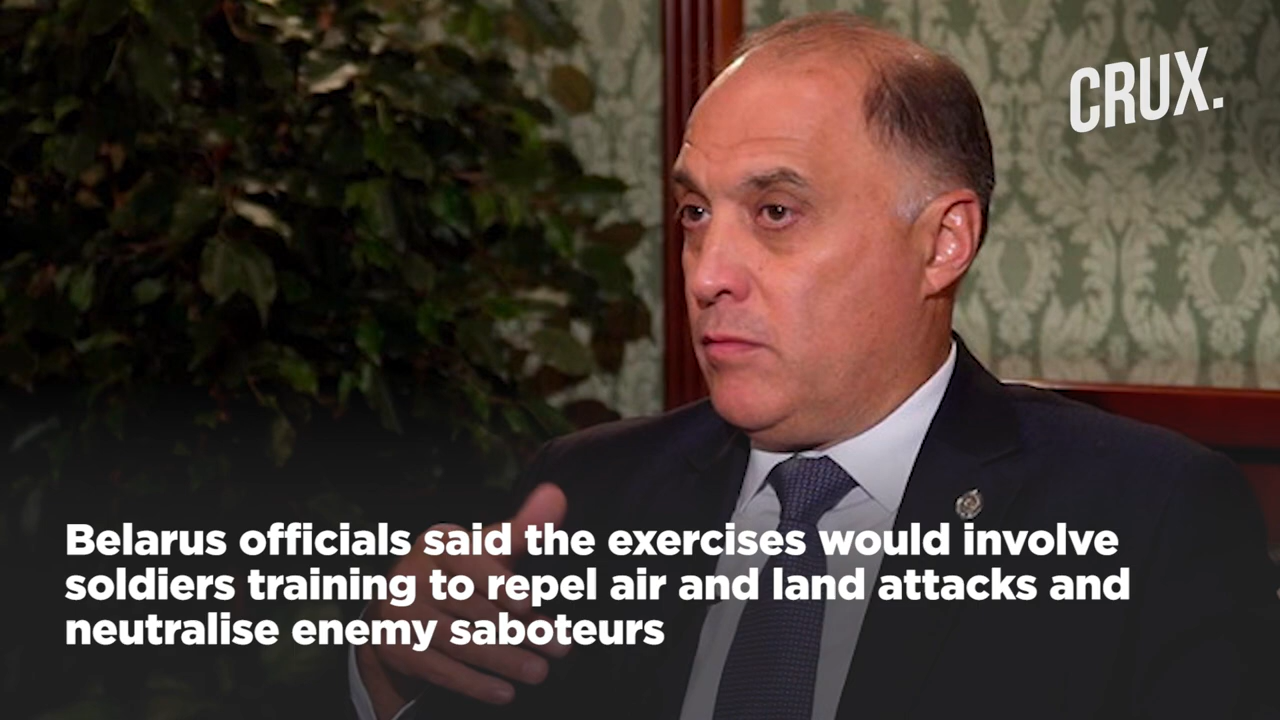 CRUX.
Belarus officials said the exercises would involve
soldiers training to repel air and land attacks and
neutralise enemy saboteurs